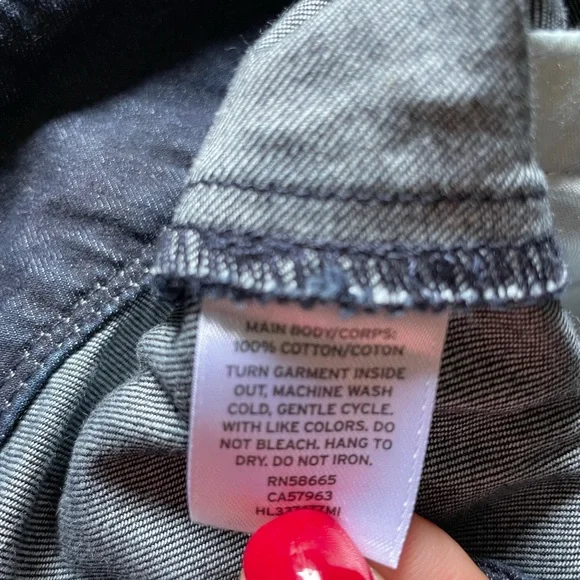 MAIN BODY/CORPS:
100% COTTON/COTON
TURN GARMENT INSIDE
OUT, MACHINE WASH
COLD, GENTLE CYCLE.
WITH LIKE COLORS. DO
NOT BLEACH. HANG TO
DRY. DO NOT IRON.
RN58665
CA57963